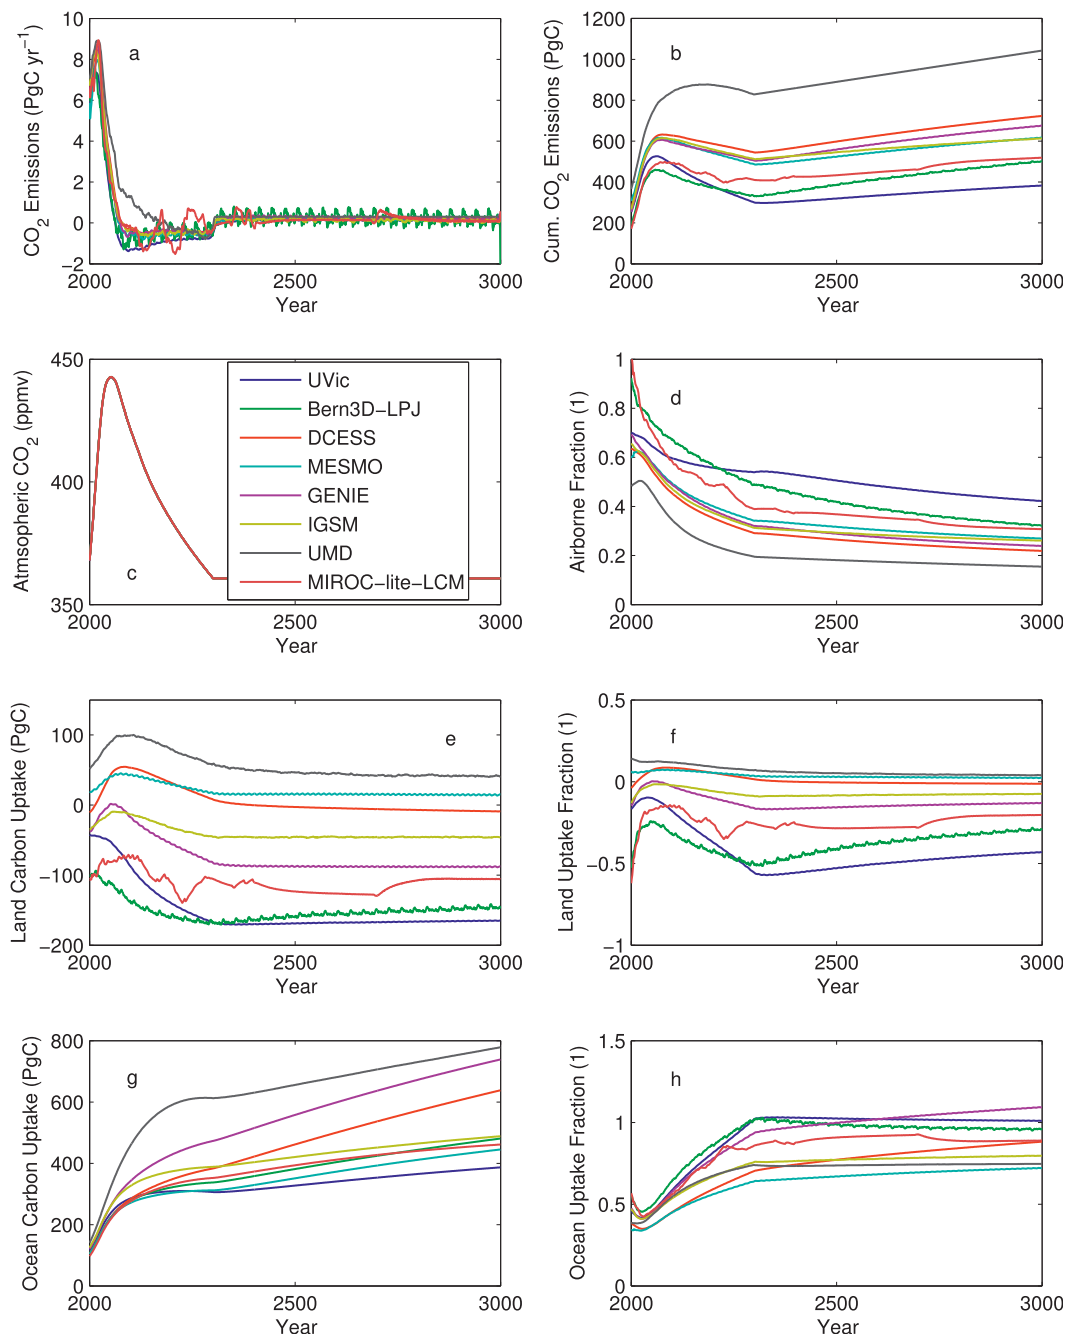 10
8
6
4
2
0
−2
CO2 Emissions (PgC yr−1)
a
2000
2500
3000
Year
1200
1000
800
600
400
200
0
Cum. CO2 Emissions (PgC)
b
2000
2500
3000
Year
450
400
350
Atmsopheric CO2 (ppmv)
c
UVic
Bern3D−LPJ
DCESS
MESMO
GENIE
IGSM
UMD
MIROC−lite−LCM
2000
2500
3000
Year
1
0.8
0.6
0.4
0.2
0
Airborne Fraction (1)
d
2000
2500
3000
Year
100
0
−100
−200
Land Carbon Uptake (PgC)
e
2000
2500
3000
Year
0.5
0
−0.5
−1
Land Uptake Fraction (1)
f
2000
2500
3000
Year
800
600
400
200
0
Ocean Carbon Uptake (PgC)
g
2000
2500
3000
Year
1.5
1
0.5
0
Ocean Uptake Fraction (1)
h
2000
2500
3000
Year